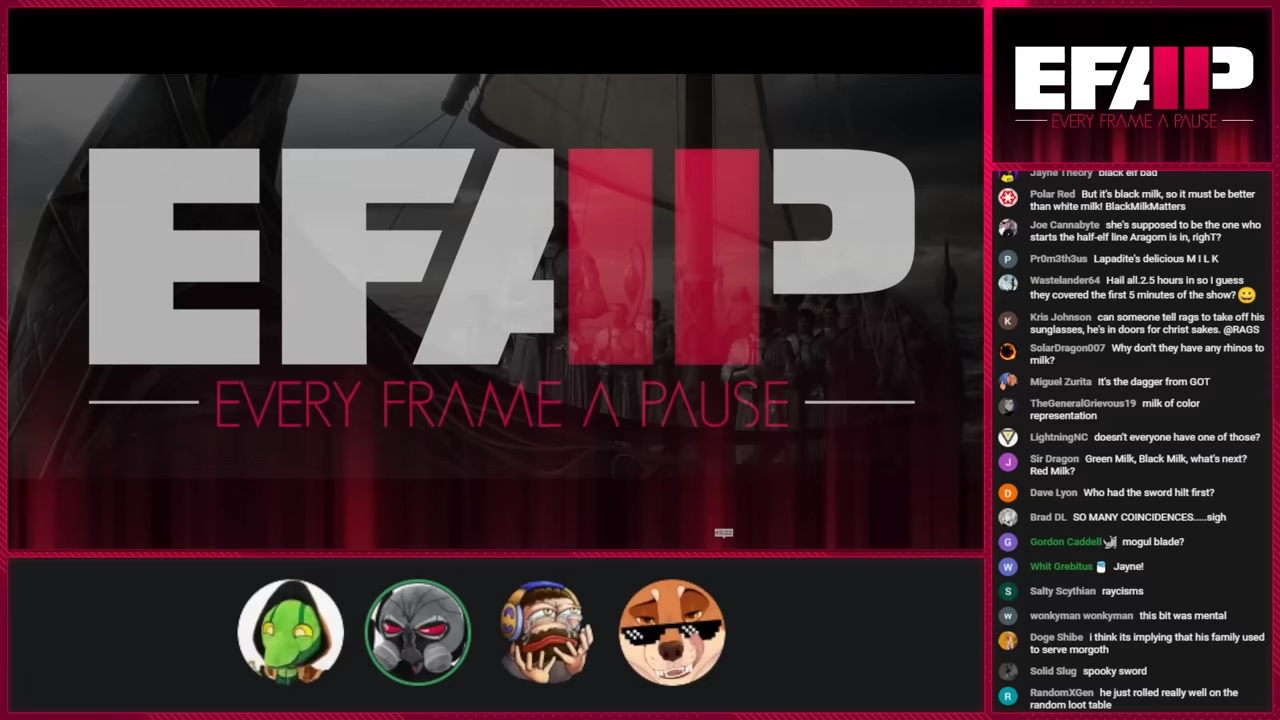 EFAP
EVERY FRAME A PAUSE
EFAP
EVERY FRAME A PAUSE
Jayne Theory black elf bad
Polar Red But it's black milk, so it must be better
than white milk! BlackMilkMatters
Joe Cannabyte she's supposed to be the one who
starts the half-elf line Aragorn is in, righT?
P Pr0m3th3us Lapadite's delicious M I L K
Wastelander64 Hail all.2.5 hours in so I guess
they covered the first 5 minutes of the show? 😀
K Kris Johnson can someone tell rags to take off his
sunglasses, he's in doors for christ sakes. @RAGS
SolarDragon007 Why don't they have any rhinos to
milk?
Miguel Zurita It's the dagger from GOT
TheGeneralGrievous19 milk of color
representation
LightningNC doesn't everyone have one of those?
J Sir Dragon Green Milk, Black Milk, what's next?
Red Milk?
D Dave Lyon Who had the sword hilt first?
Brad DL SO MANY COINCIDENCES.....sigh
G Gordon Caddell mogul blade?
W Whit Grebitus Jayne!
S Salty Scythian raycisms
w wonkyman wonkyman this bit was mental
Doge Shibe i think its implying that his family used
to serve morgoth
Solid Slug spooky sword
R RandomXGen he just rolled really well on the
random loot table